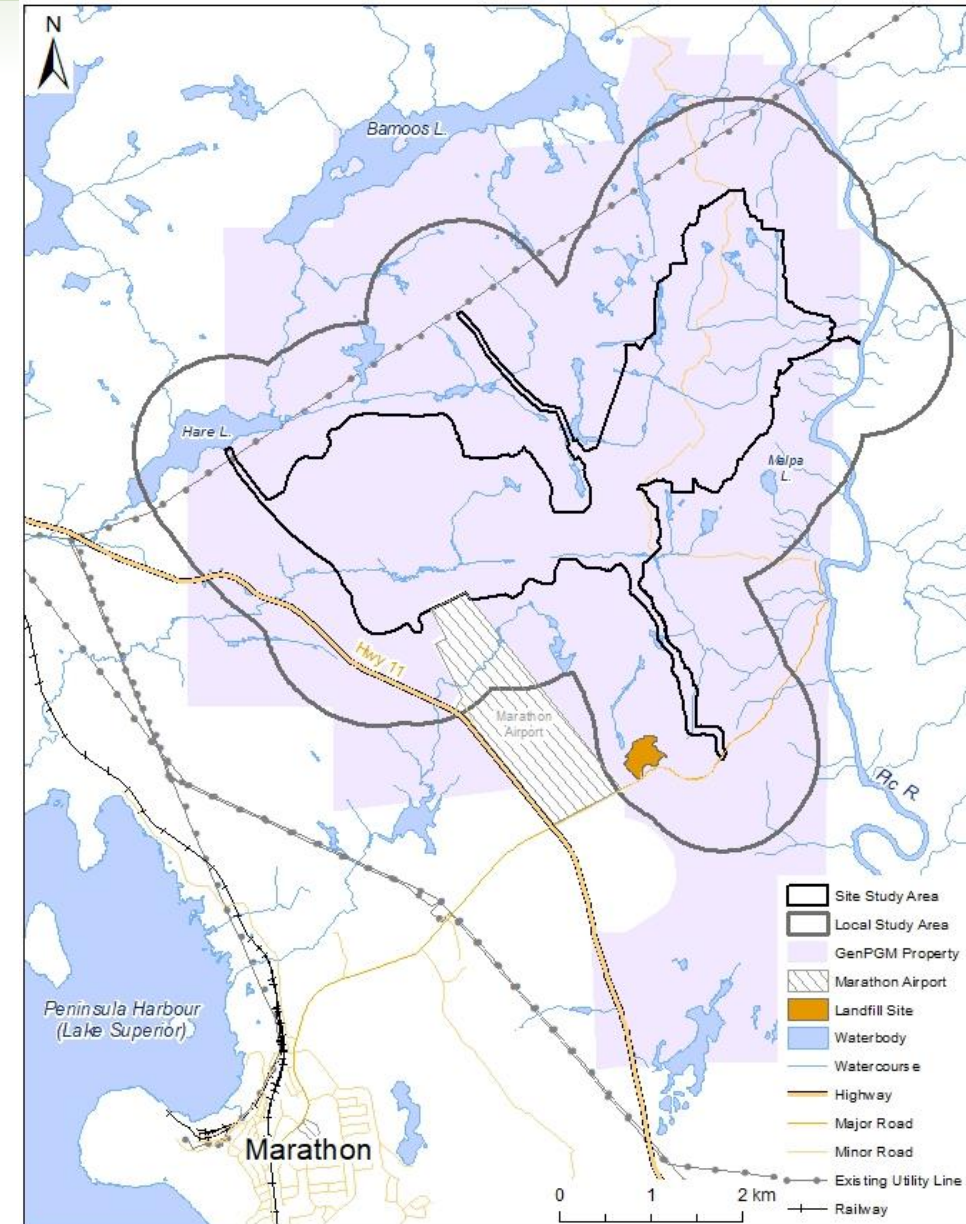 N
Bamoos L.
Hare L.
Malpa
L.
Hwy 11
Marathon
Airport
Pic R.
Peninsula Harbour
(Lake Superior)
Marathon
Site Study Area
Local Study Area
GenPGM Property
Marathon Airport
Landfill Site
Waterbody
Watercourse
Highway
Major Road
Minor Road
Existing Utility Line
Railway
0 1 2 km